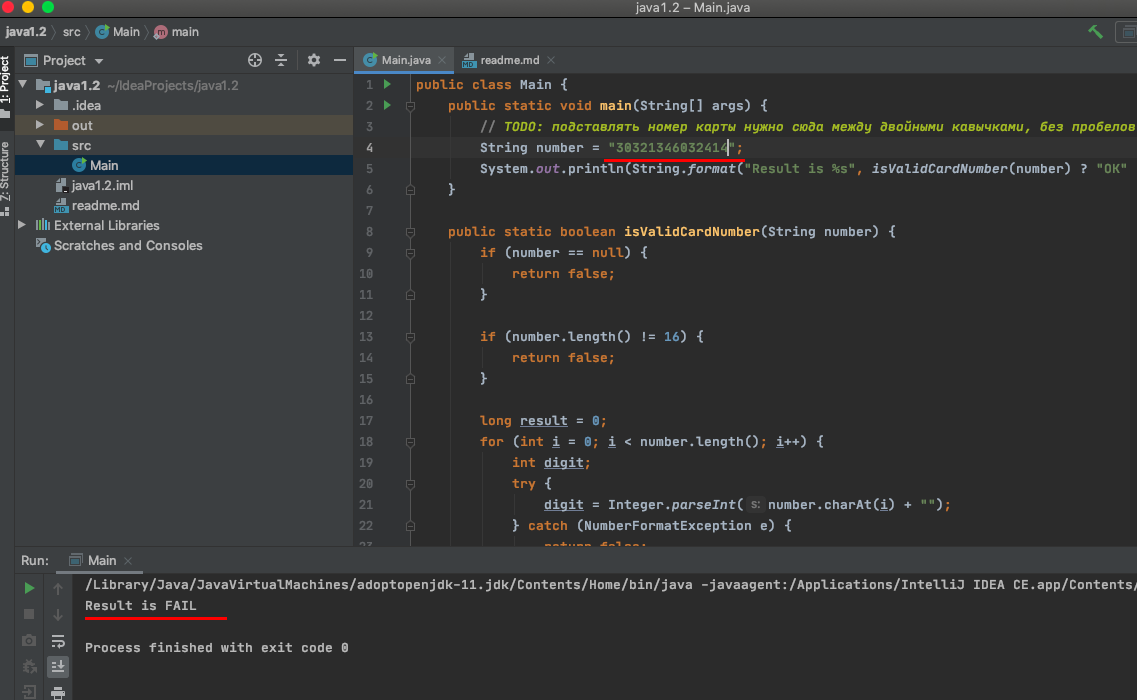 java1.2 – Main.java
java1.2 src Main main
1: Project
Z: Structure
Project
java1.2 ~/IdeaProjects/java1.2
.idea
out
src
Main
java1.2.iml
readme.md
External Libraries
Scratches and Consoles
Main.java readme.md
1 public class Main {
2 public static void main(String[] args) {
3 // TODO: подставлять номер карты нужно сюда между двойными кавычками, без пробелов
4 String number = "30321346032414";
5 System.out.println(String.format("Result is %s", isValidCardNumber(number) ? "OK"
6 }
7
8 public static boolean isValidCardNumber(String number) {
9 if (number == null) {
10 return false;
11 }
12
13 if (number.length() != 16) {
14 return false;
15 }
16
17 long result = 0;
18 for (int i = 0; i < number.length(); i++) {
19 int digit;
20 try {
21 digit = Integer.parseInt( s: number.charAt(i) + "");
22 } catch (NumberFormatException e) {
23 return false;
Run: Main
/Library/Java/JavaVirtualMachines/adoptopenjdk-11.jdk/Contents/Home/bin/java -javaagent:/Applications/IntelliJ IDEA CE.app/Contents/
Result is FAIL
Process finished with exit code 0